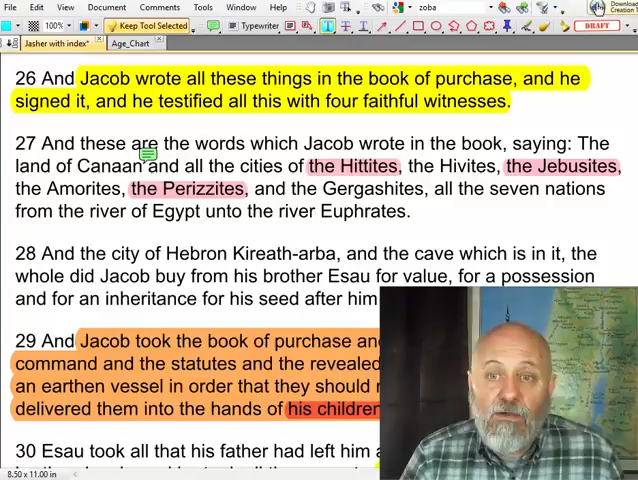 File Edit View Document Comments Tools Window Help zoba Download
Creation T
Keep Tool Selected Typewriter DRAFT
Jasher with index* Age_Chart
26 And Jacob wrote all these things in the book of purchase, and he
signed it, and he testified all this with four faithful witnesses.
27 And these are the words which Jacob wrote in the book, saying: The
land of Canaan and all the cities of the Hittites, the Hivites, the Jebusites,
the Amorites, the Perizzites, and the Gergashites, all the seven nations
from the river of Egypt unto the river Euphrates.
28 And the city of Hebron Kireath-arba, and the cave which is in it, the
whole did Jacob buy from his brother Esau for value, for a possession
and for an inheritance for his seed after him
29 And Jacob took the book of purchase and
command and the statutes and the revealed
an earthen vessel in order that they should
delivered them into the hands of his children
30 Esau took all that his father had left him
8.50 x 11.00 in